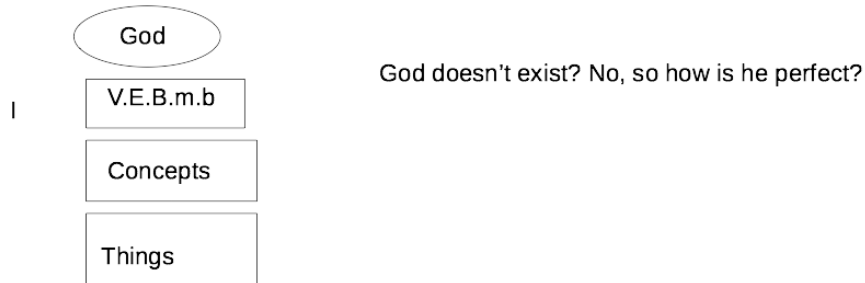 God
God doesn't exist? No, so how is he perfect?
V.E.B.m.b
I
Concepts
Things